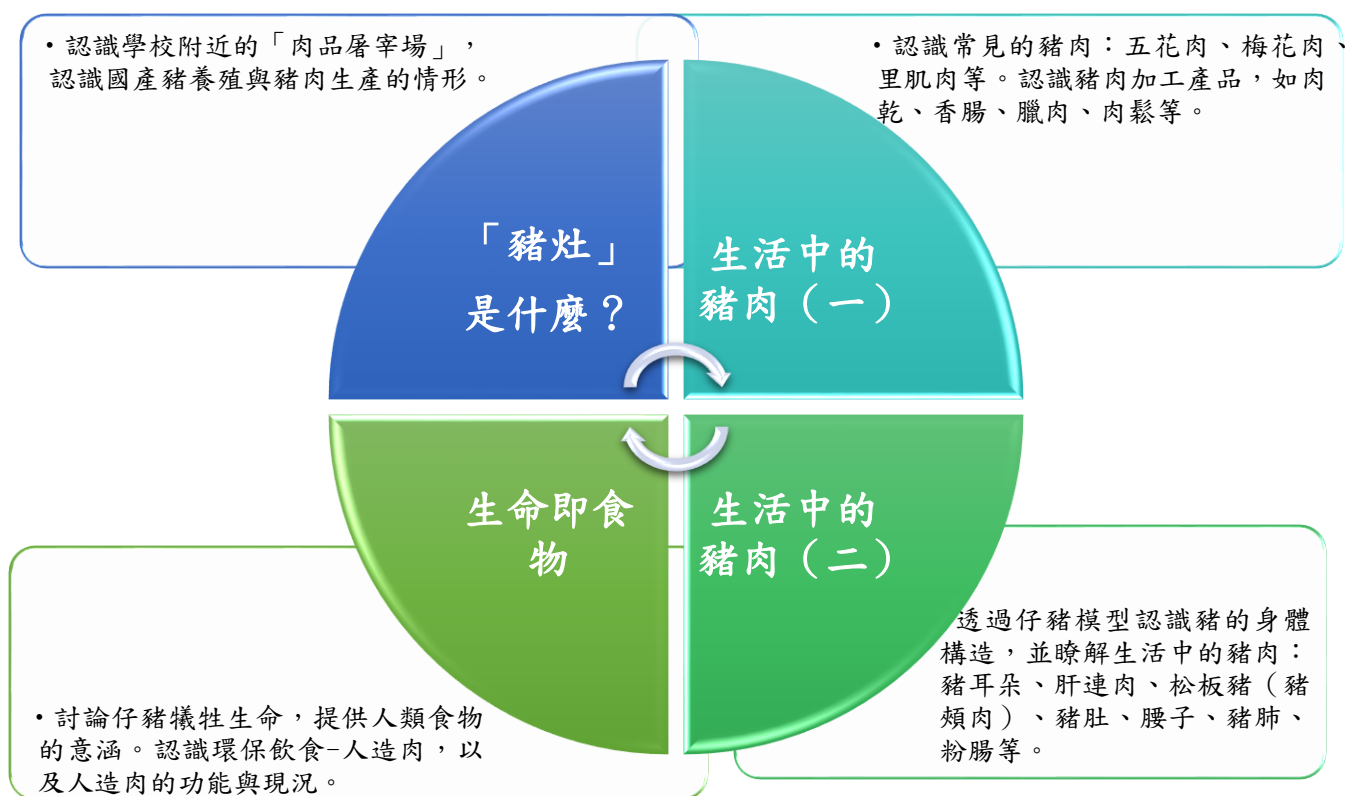 ・認識學校附近的「肉品屠宰場」，
認識國產豬養殖與豬肉生產的情形。
・認識常見的豬肉：五花肉、梅花肉、
里肌肉等。認識豬肉加工產品，如肉
乾、香腸、臘肉、肉鬆等。
「豬灶」
是什麼？
生活中的
豬肉（一）
生命即食
物
生活中的
豬肉（二）
・討論仔豬犧牲生命，提供人類食物
的意涵。認識環保飲食-人造肉，以
及人造肉的功能與現況。
透過仔豬模型認識豬的身體
構造，並瞭解生活中的豬肉：
豬耳朵、肝連肉、松板豬（豬
頰肉）、豬肚、腰子、豬肺、
粉腸等。